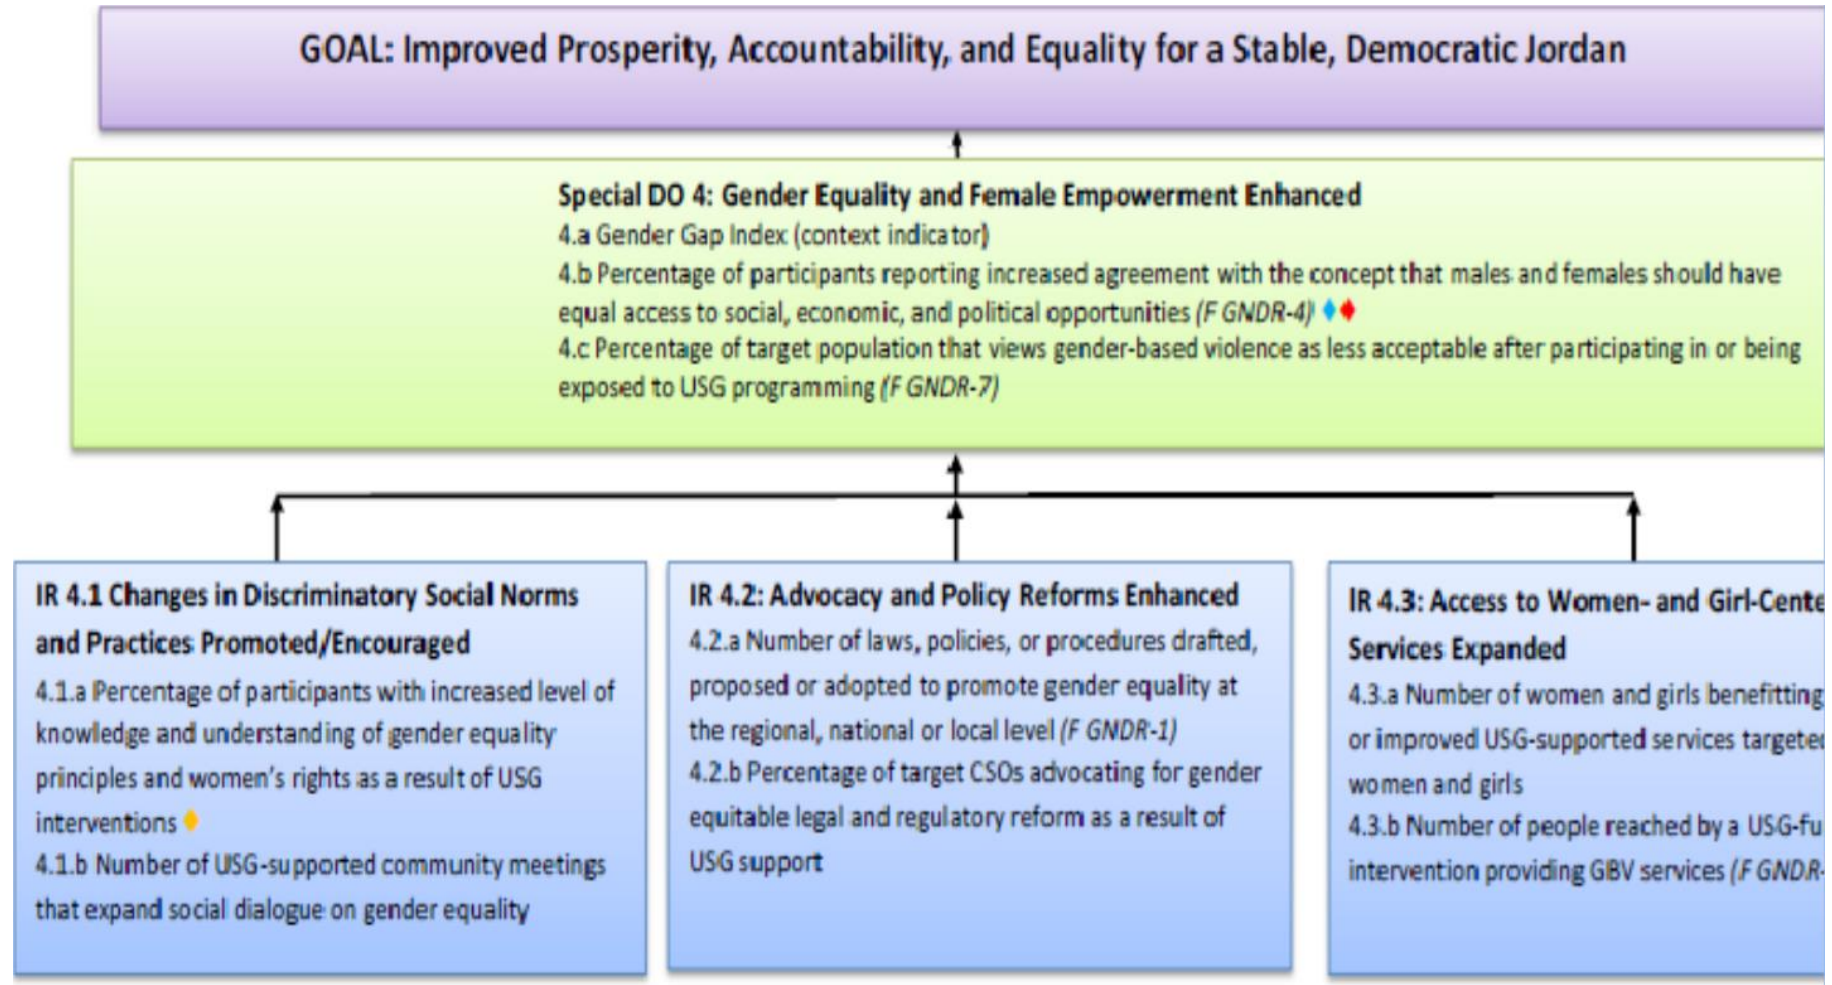 GOAL: Improved Prosperity, Accountability, and Equality for a Stable, Democratic Jordan
Special DO 4: Gender Equality and Female Empowerment Enhanced
4.a Gender Gap Index (context indicator)
4.b Percentage of participants reporting increased agreement with the concept that males and females should have
equal access to social, economic, and political opportunities (F GNDR-4)
4.c Percentage of target population that views gender-based violence as less acceptable after participating in or being
exposed to USG programming (F GNDR-7)
IR 4.1 Changes in Discriminatory Social Norms
and Practices Promoted/Encouraged
4.1.a Percentage of participants with increased level of
knowledge and understanding of gender equality
principles and women's rights as a result of USG
interventions
4.1.b Number of USG-supported community meetings
that expand social dialogue on gender equality
IR 4.2: Advocacy and Policy Reforms Enhanced
4.2.a Number of laws, policies, or procedures drafted,
proposed or adopted to promote gender equality at
the regional, national or local level (F GNDR-1)
4.2.b Percentage of target CSOs advocating for gender
equitable legal and regulatory reform as a result of
USG support
IR 4.3: Access to Women- and Girl-Cente
Services Expanded
4.3.a Number of women and girls benefitting
or improved USG-supported services targeted
women and girls
4.3.b Number of people reached by a USG-fu
intervention providing GBV services (F GNDR-